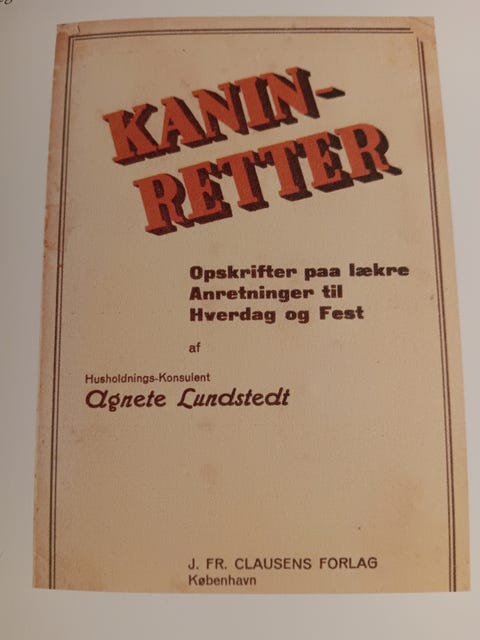 KANIN-
RETTER
Opskrifter paa lækre
Anretninger til
Hverdag og Fest
af
Husholdnings-Konsulent
Agnete Lundstedt
J. FR. CLAUSENS FORLAG
København